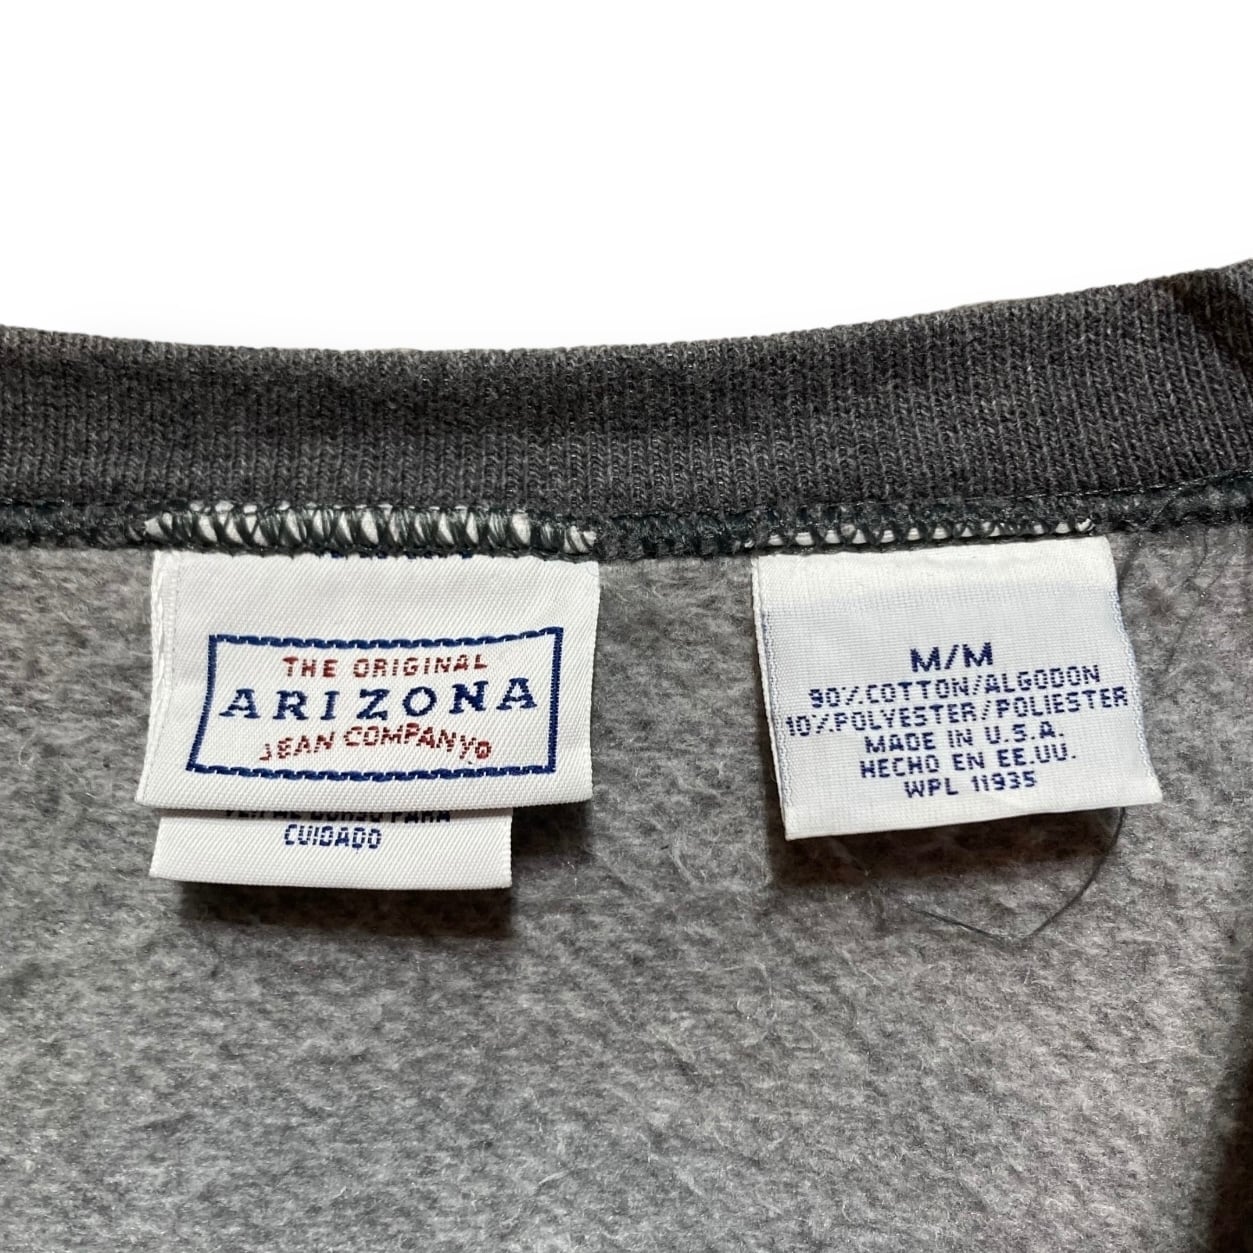 THE ORIGINAL
ARIZONA
JEAN COMPANY®
CUIDADO
M/M
90% COTTON/ALGODON
10% POLYESTER/POLIESTER
MADE IN U.S.A.
HECHO EN EE.UU.
WPL 11935